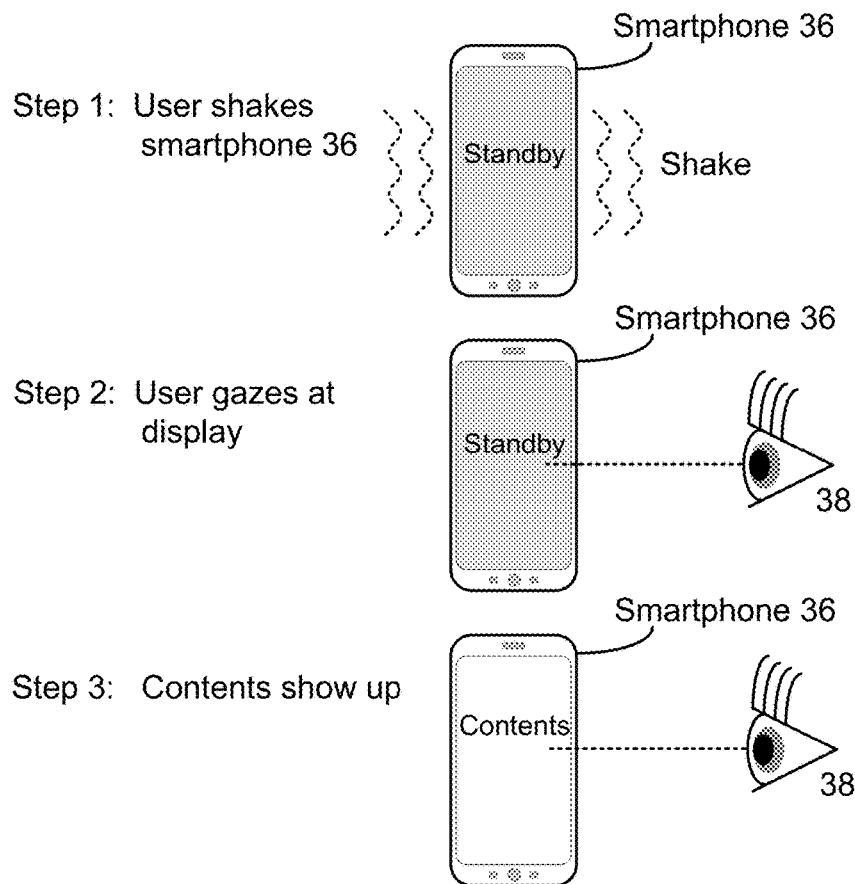 Smartphone 36
Step 1: User shakes
smartphone 36
Standby
Shake
Smartphone 36
Step 2: User gazes at
display
Standby
38
Smartphone 36
Step 3: Contents show up
Contents
38